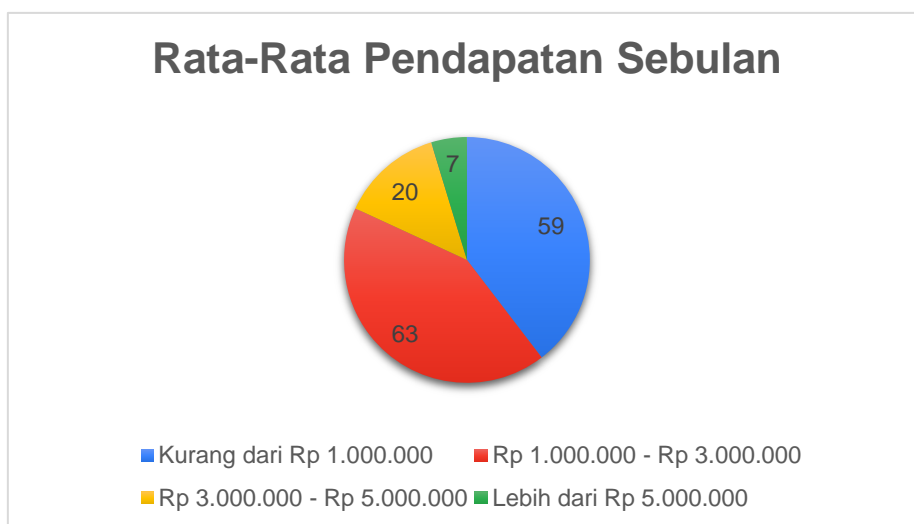 Rata-Rata Pendapatan Sebulan
7
20
59
63
Kurang dari Rp 1.000.000
Rp 1.000.000 - Rp 3.000.000
Rp 3.000.000 - Rp 5.000.000
Lebih dari Rp 5.000.000